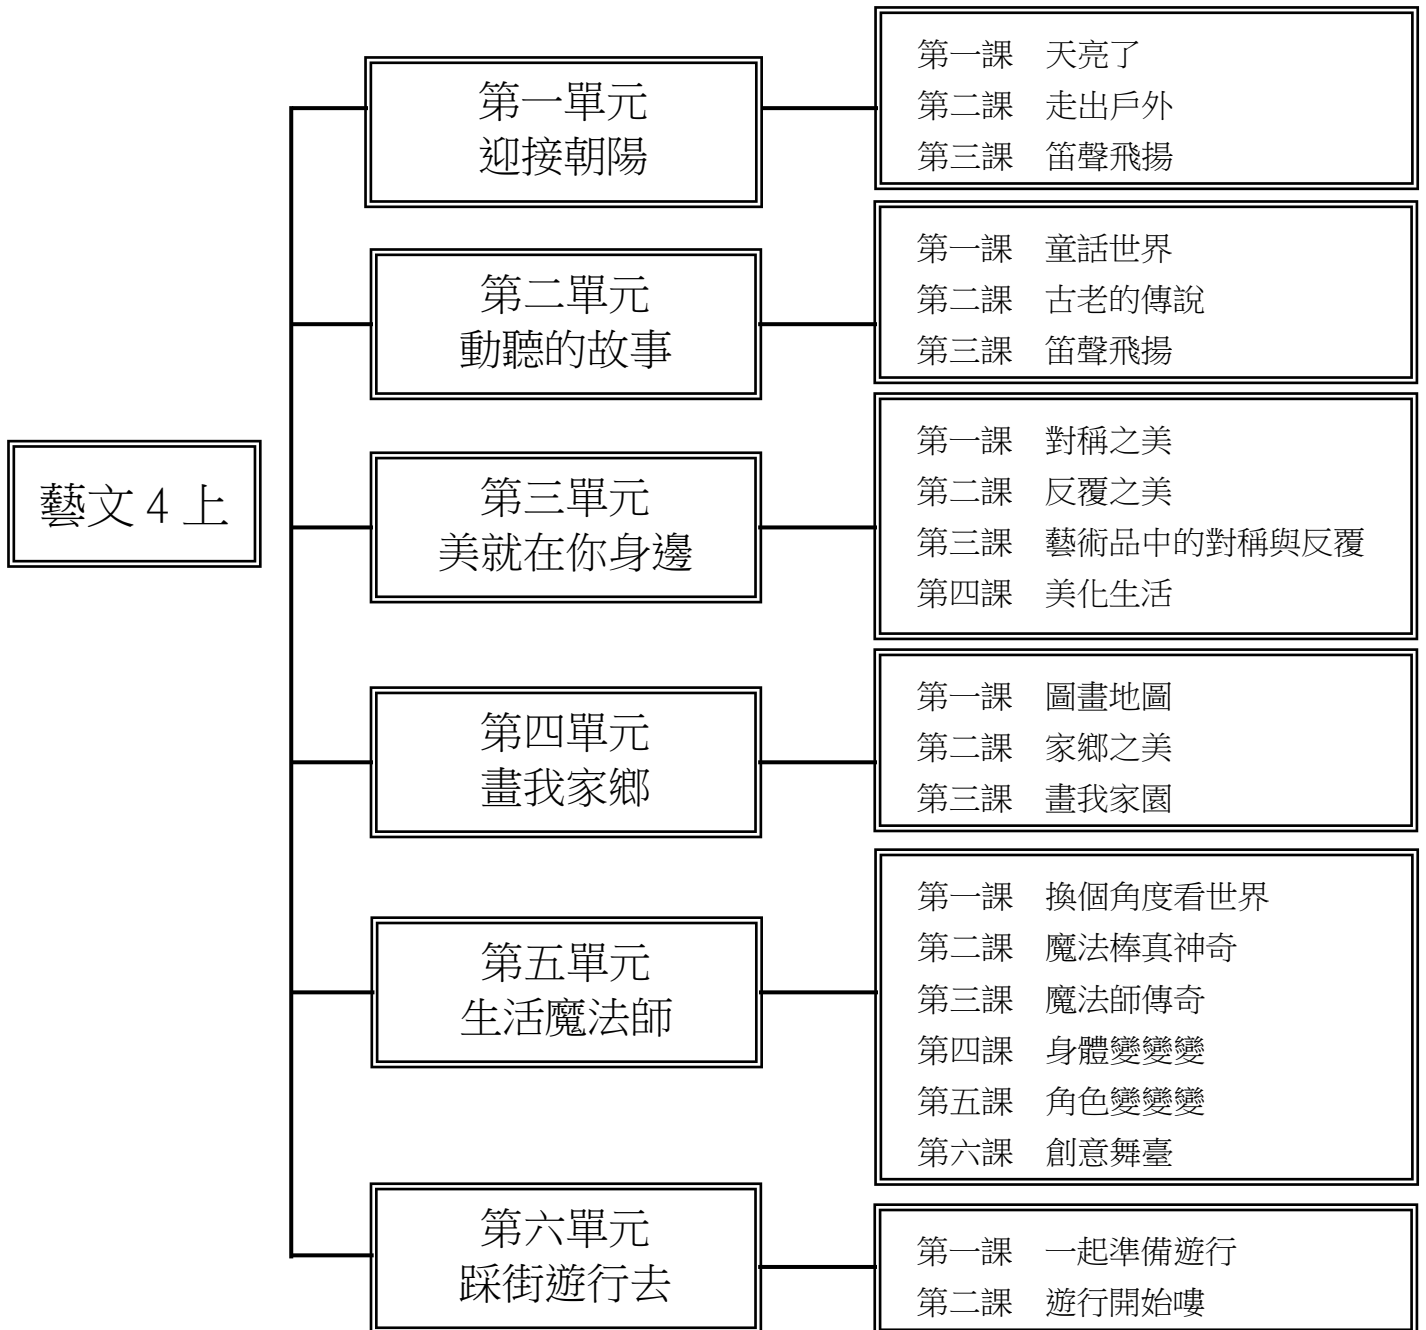 藝文 4 上
第一單元
迎接朝陽
第一課 天亮了
第二課 走出戶外
第三課 笛聲飛揚
第二單元
動聽的故事
第一課 童話世界
第二課 古老的傳說
第三課 笛聲飛揚
第三單元
美就在你身邊
第一課 對稱之美
第二課 反覆之美
第三課 藝術品中的對稱與反覆
第四課 美化生活
第四單元
畫我家鄉
第一課 圖畫地圖
第二課 家鄉之美
第三課 畫我家園
第五單元
生活魔法師
第一課 換個角度看世界
第二課 魔法棒真神奇
第三課 魔法師傳奇
第四課 身體變變變
第五課 角色變變變
第六課 創意舞臺
第六單元
踩街遊行去
第一課 一起準備遊行
第二課 遊行開始嘍